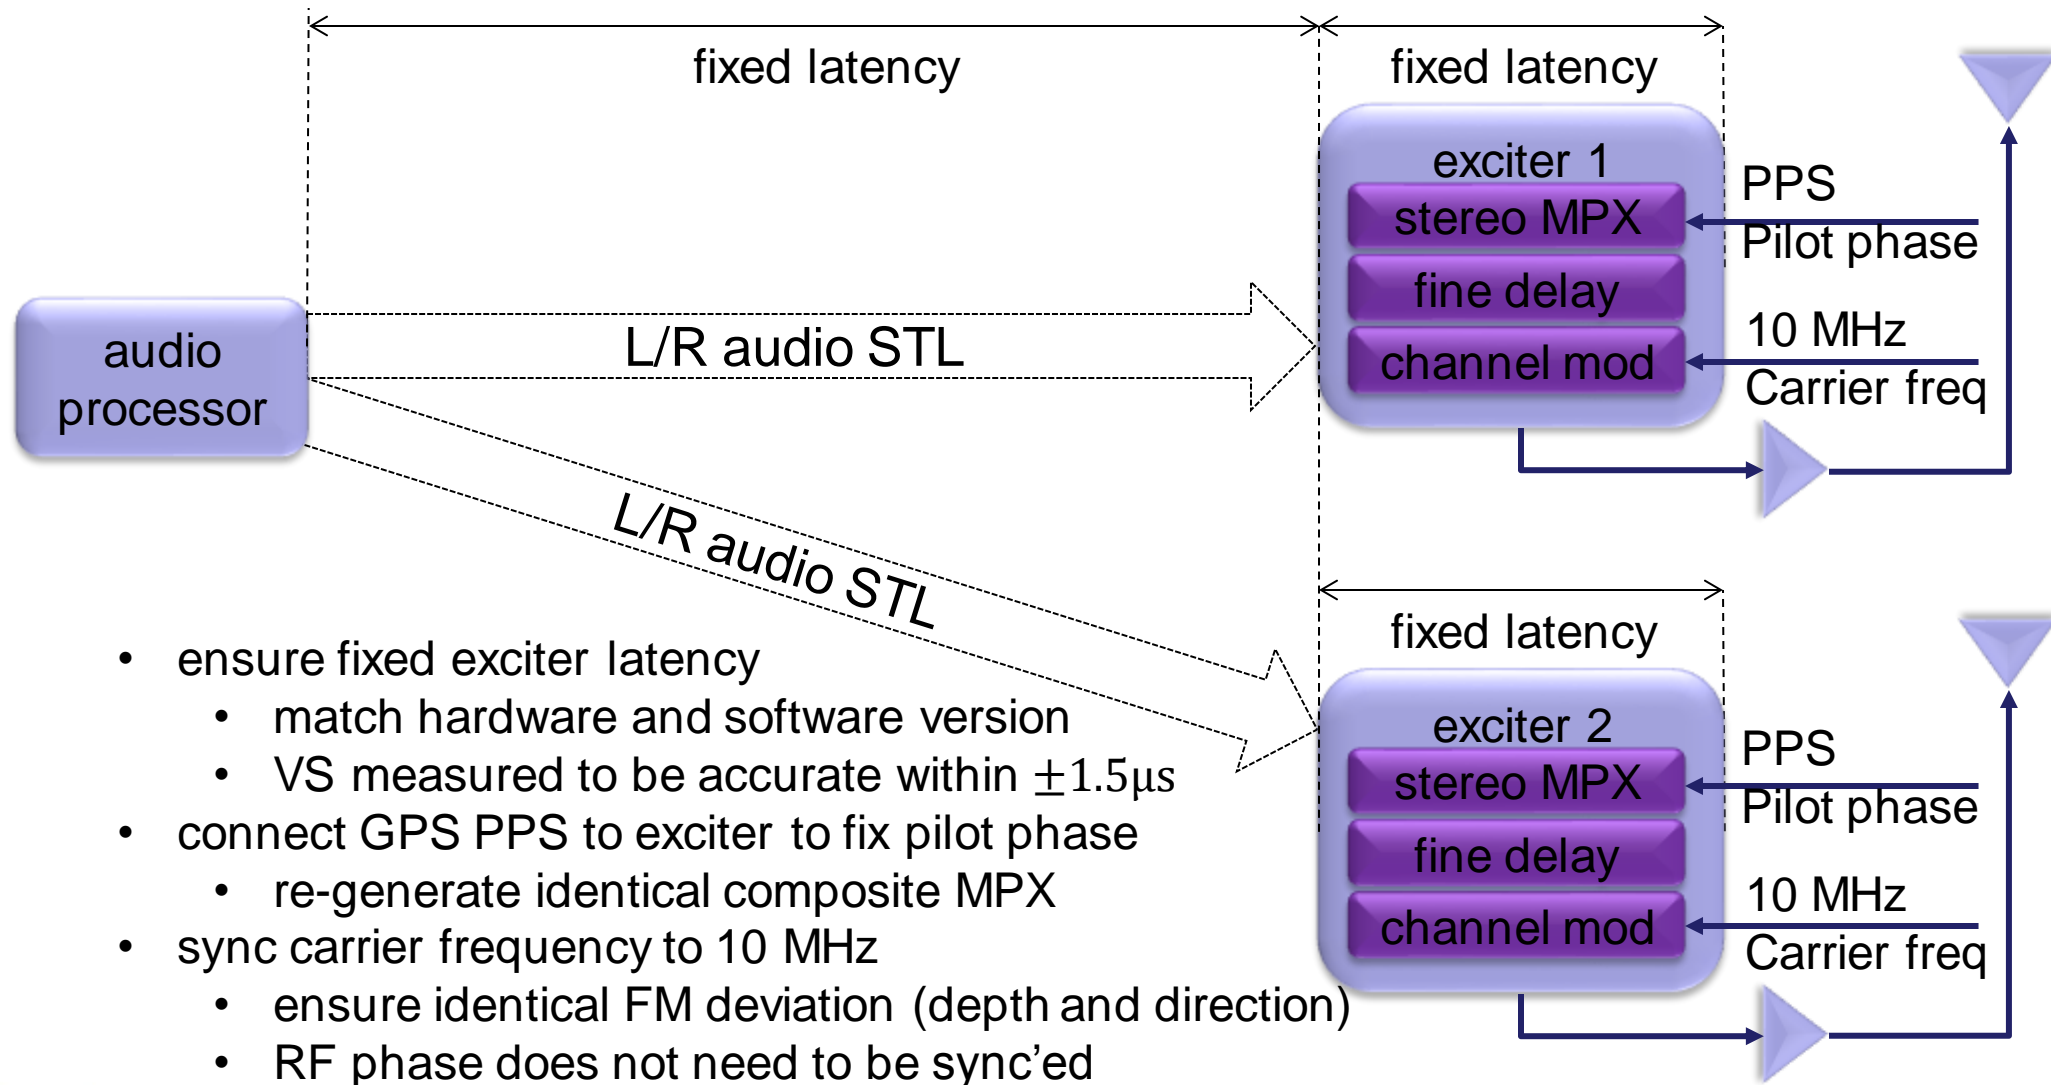 fixed latency
fixed latency
exciter 1
stereo MPX
fine delay
channel mod
PPS
Pilot phase
10 MHz
Carrier freq
audio
processor
L/R audio STL
L/R audio STL
fixed latency
exciter 2
stereo MPX
fine delay
channel mod
PPS
Pilot phase
10 MHz
Carrier freq
• ensure fixed exciter latency
• match hardware and software version
• VS measured to be accurate within ±1.5μs
• connect GPS PPS to exciter to fix pilot phase
• re-generate identical composite MPX
• sync carrier frequency to 10 MHz
• ensure identical FM deviation (depth and direction)
• RF phase does not need to be sync’ed